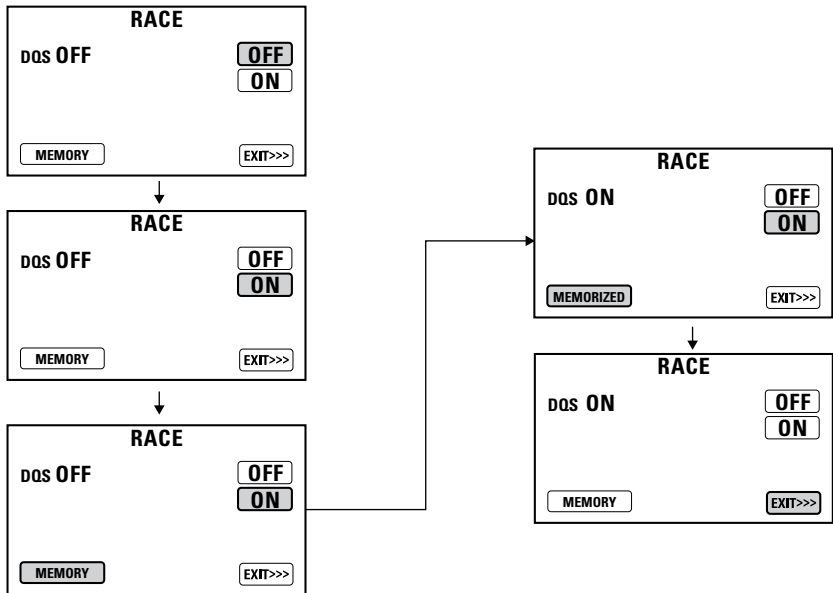 RACE
DQS OFF OFF
ON
MEMORY EXIT>>>
RACE
DQS OFF OFF
ON
MEMORY EXIT>>>
RACE
DQS OFF OFF
ON
MEMORY EXIT>>>
RACE
DQS ON OFF
ON
MEMORIZED EXIT>>>
RACE
DQS ON OFF
ON
MEMORY EXIT>>>